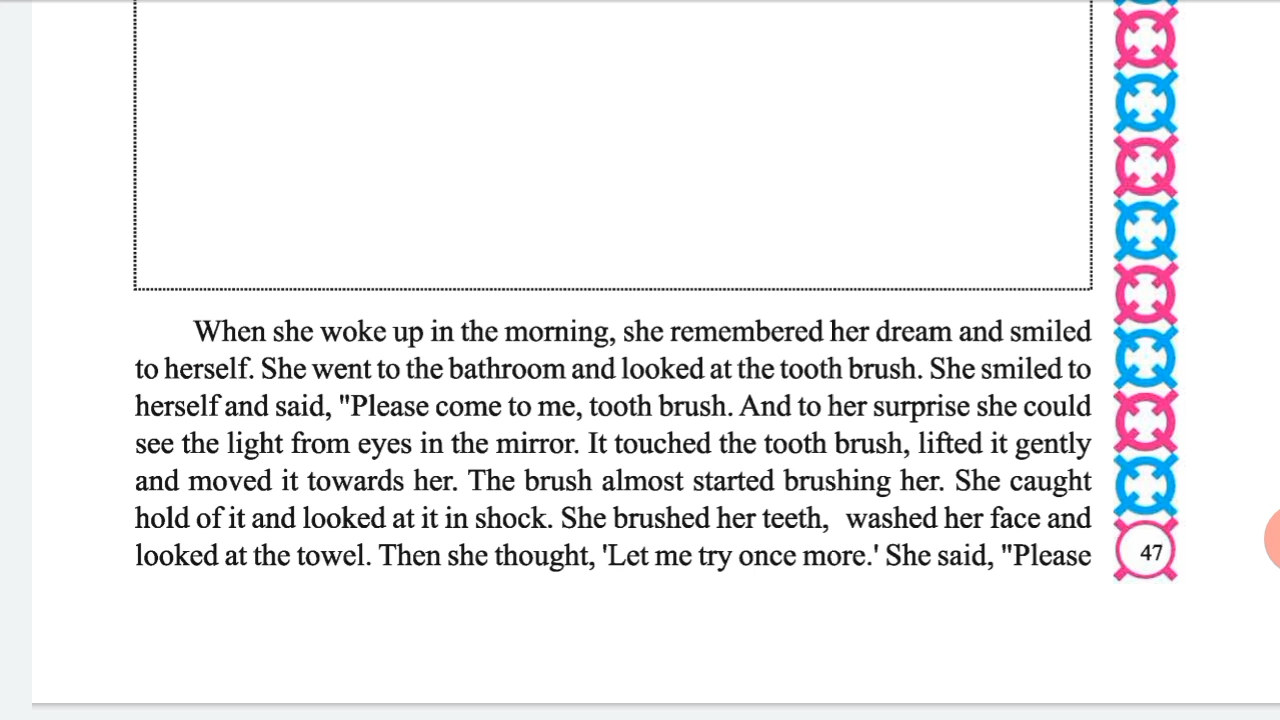 When she woke up in the morning, she remembered her dream and smiled
to herself. She went to the bathroom and looked at the tooth brush. She smiled to
herself and said, "Please come to me, tooth brush. And to her surprise she could
see the light from eyes in the mirror. It touched the tooth brush, lifted it gently
and moved it towards her. The brush almost started brushing her. She caught
hold of it and looked at it in shock. She brushed her teeth,  washed her face and
looked at the towel. Then she thought, 'Let me try once more.' She said, "Please
47